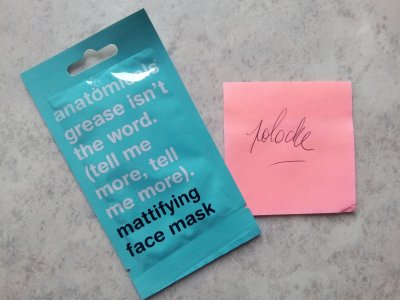 anatomicals
grease isn't
the word.
(tell me
more, tell
me more).
mattifying
face mask